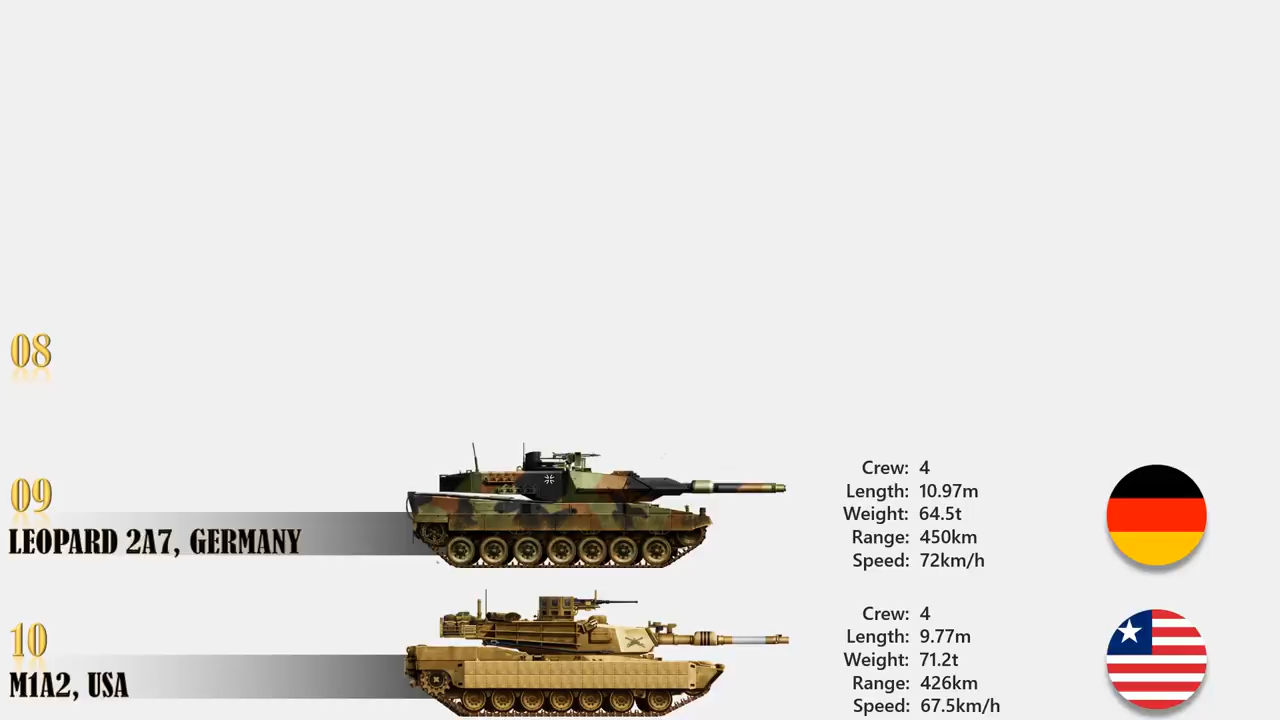 08
09
LEOPARD 2A7, GERMANY
Crew: 4
Length: 10.97m
Weight: 64.5t
Range: 450km
Speed: 72km/h
10
M1A2, USA
Crew: 4
Length: 9.77m
Weight: 71.2t
Range: 426km
Speed: 67.5km/h